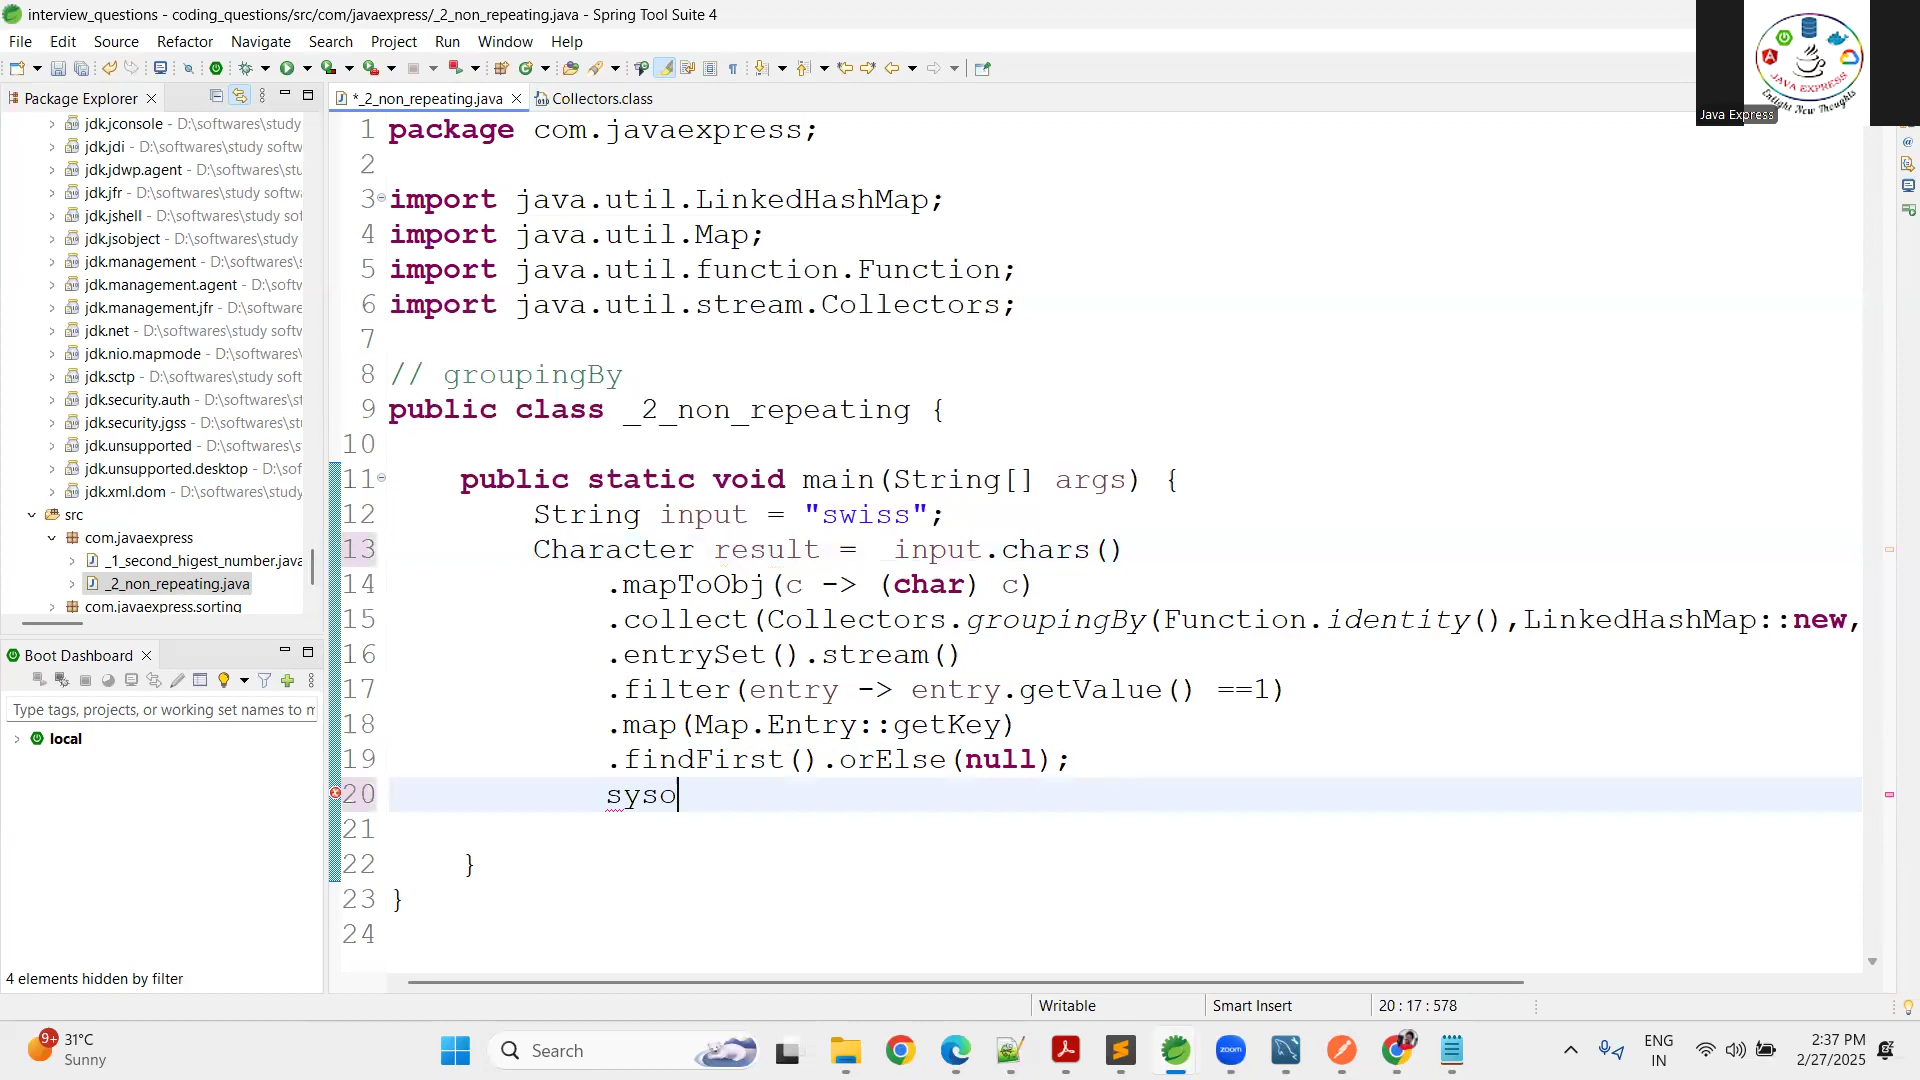 interview_questions - coding_questions/src/com/javaexpress/_2_non_repeating.java - Spring Tool Suite 4
File Edit Source Refactor Navigate Search Project Run Window Help
JAVA EXPRESS
Enlight New Thoughts
Java Express
Package Explorer
*_2_non_repeating.java
Collectors.class
jdk.jconsole - D:\softwares\study
jdk.jdi - D:\softwares\study softw
jdk.jdwp.agent - D:\softwares\stu
jdk.jfr - D:\softwares\study softwa
jdk.jshell - D:\softwares\study sof
jdk.jsobject - D:\softwares\study
jdk.management - D:\softwares\s
jdk.management.agent - D:\softw
jdk.management.jfr - D:\software
jdk.net - D:\softwares\study softw
jdk.nio.mapmode - D:\softwares\
jdk.sctp - D:\softwares\study soft
jdk.security.auth - D:\softwares\s
jdk.security.jgss - D:\softwares\stu
jdk.unsupported - D:\softwares\st
jdk.unsupported.desktop - D:\sof
jdk.xml.dom - D:\softwares\study
src
com.javaexpress
_1_second_higest_number.java
_2_non_repeating.java
com.javaexpress.sorting
Boot Dashboard
Type tags, projects, or working set names to m
local
4 elements hidden by filter
1 package com.javaexpress;
2
3 import java.util.LinkedHashMap;
4 import java.util.Map;
5 import java.util.function.Function;
6 import java.util.stream.Collectors;
7
8 // groupingBy
9 public class _2_non_repeating {
10
11 public static void main(String[] args) {
12 String input = "swiss";
13 Character result = input.chars()
14 .mapToObj(c -> (char) c)
15 .collect(Collectors.groupingBy(Function.identity(),LinkedHashMap::new,
16 .entrySet().stream()
17 .filter(entry -> entry.getValue() ==1)
18 .map(Map.Entry::getKey)
19 .findFirst().orElse(null);
20 syso
21
22 }
23 }
24
Writable Smart Insert 20 : 17 : 578
9+ 31°C
Sunny
Search
zoom
ENG
IN
2:37 PM
2/27/2025